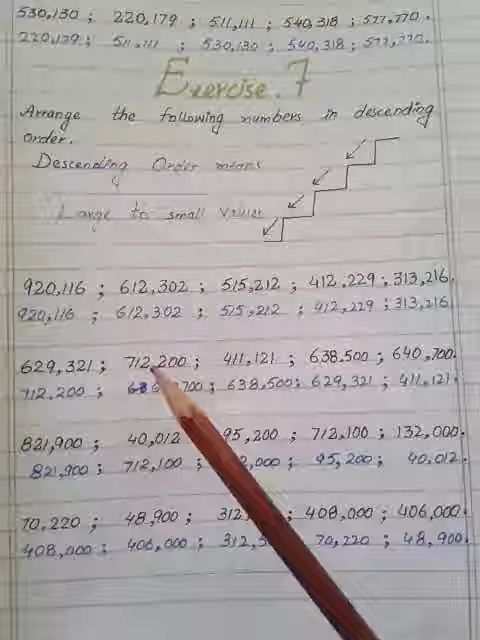 530,130 ; 220,179 ; 511,111 ; 540,318 ; 577,770.
220,179 ; 511,111 ; 530,130 ; 540,318 ; 577,770.
Exercise.7
Arrange the following numbers in descending
order.
Descending Order means
Large to small Values
920,116 ; 612,302 ; 515,212 ; 412,229 ; 313,216.
920,116 ; 612,302 ; 515,212 ; 412,229 ; 313,216.
629,321 ; 712,200 ; 411,121 ; 638,500 ; 640,700.
712,200 ; 700 ; 638,500 ; 629,321 ; 411,121.
821,900 ; 40,012 95,200 ; 712,100 ; 132,000.
821,900 ; 712,100 ; 2,000 ; 95,200 ; 40,012.
70,220 ; 48,900 ; 312, ; 408,000 ; 406,000.
408,000 ; 406,000 ; 312,5 ; 70,220 ; 48,900.